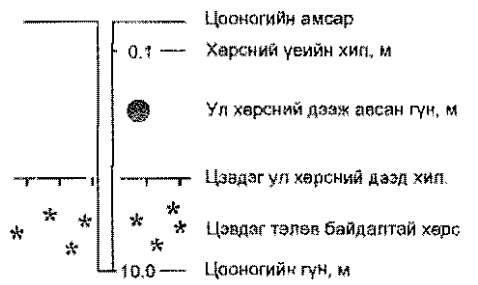 Цооногийн амсар
0.1 Хөрсний үеийн хил, м
Ул хөрсний дээж авсан гүн, м
Цэвдэг ул хөрсний дээд хил.
Цэвдэг төлөв байдалтай хөрс
10.0 Цооногийн гүн, м